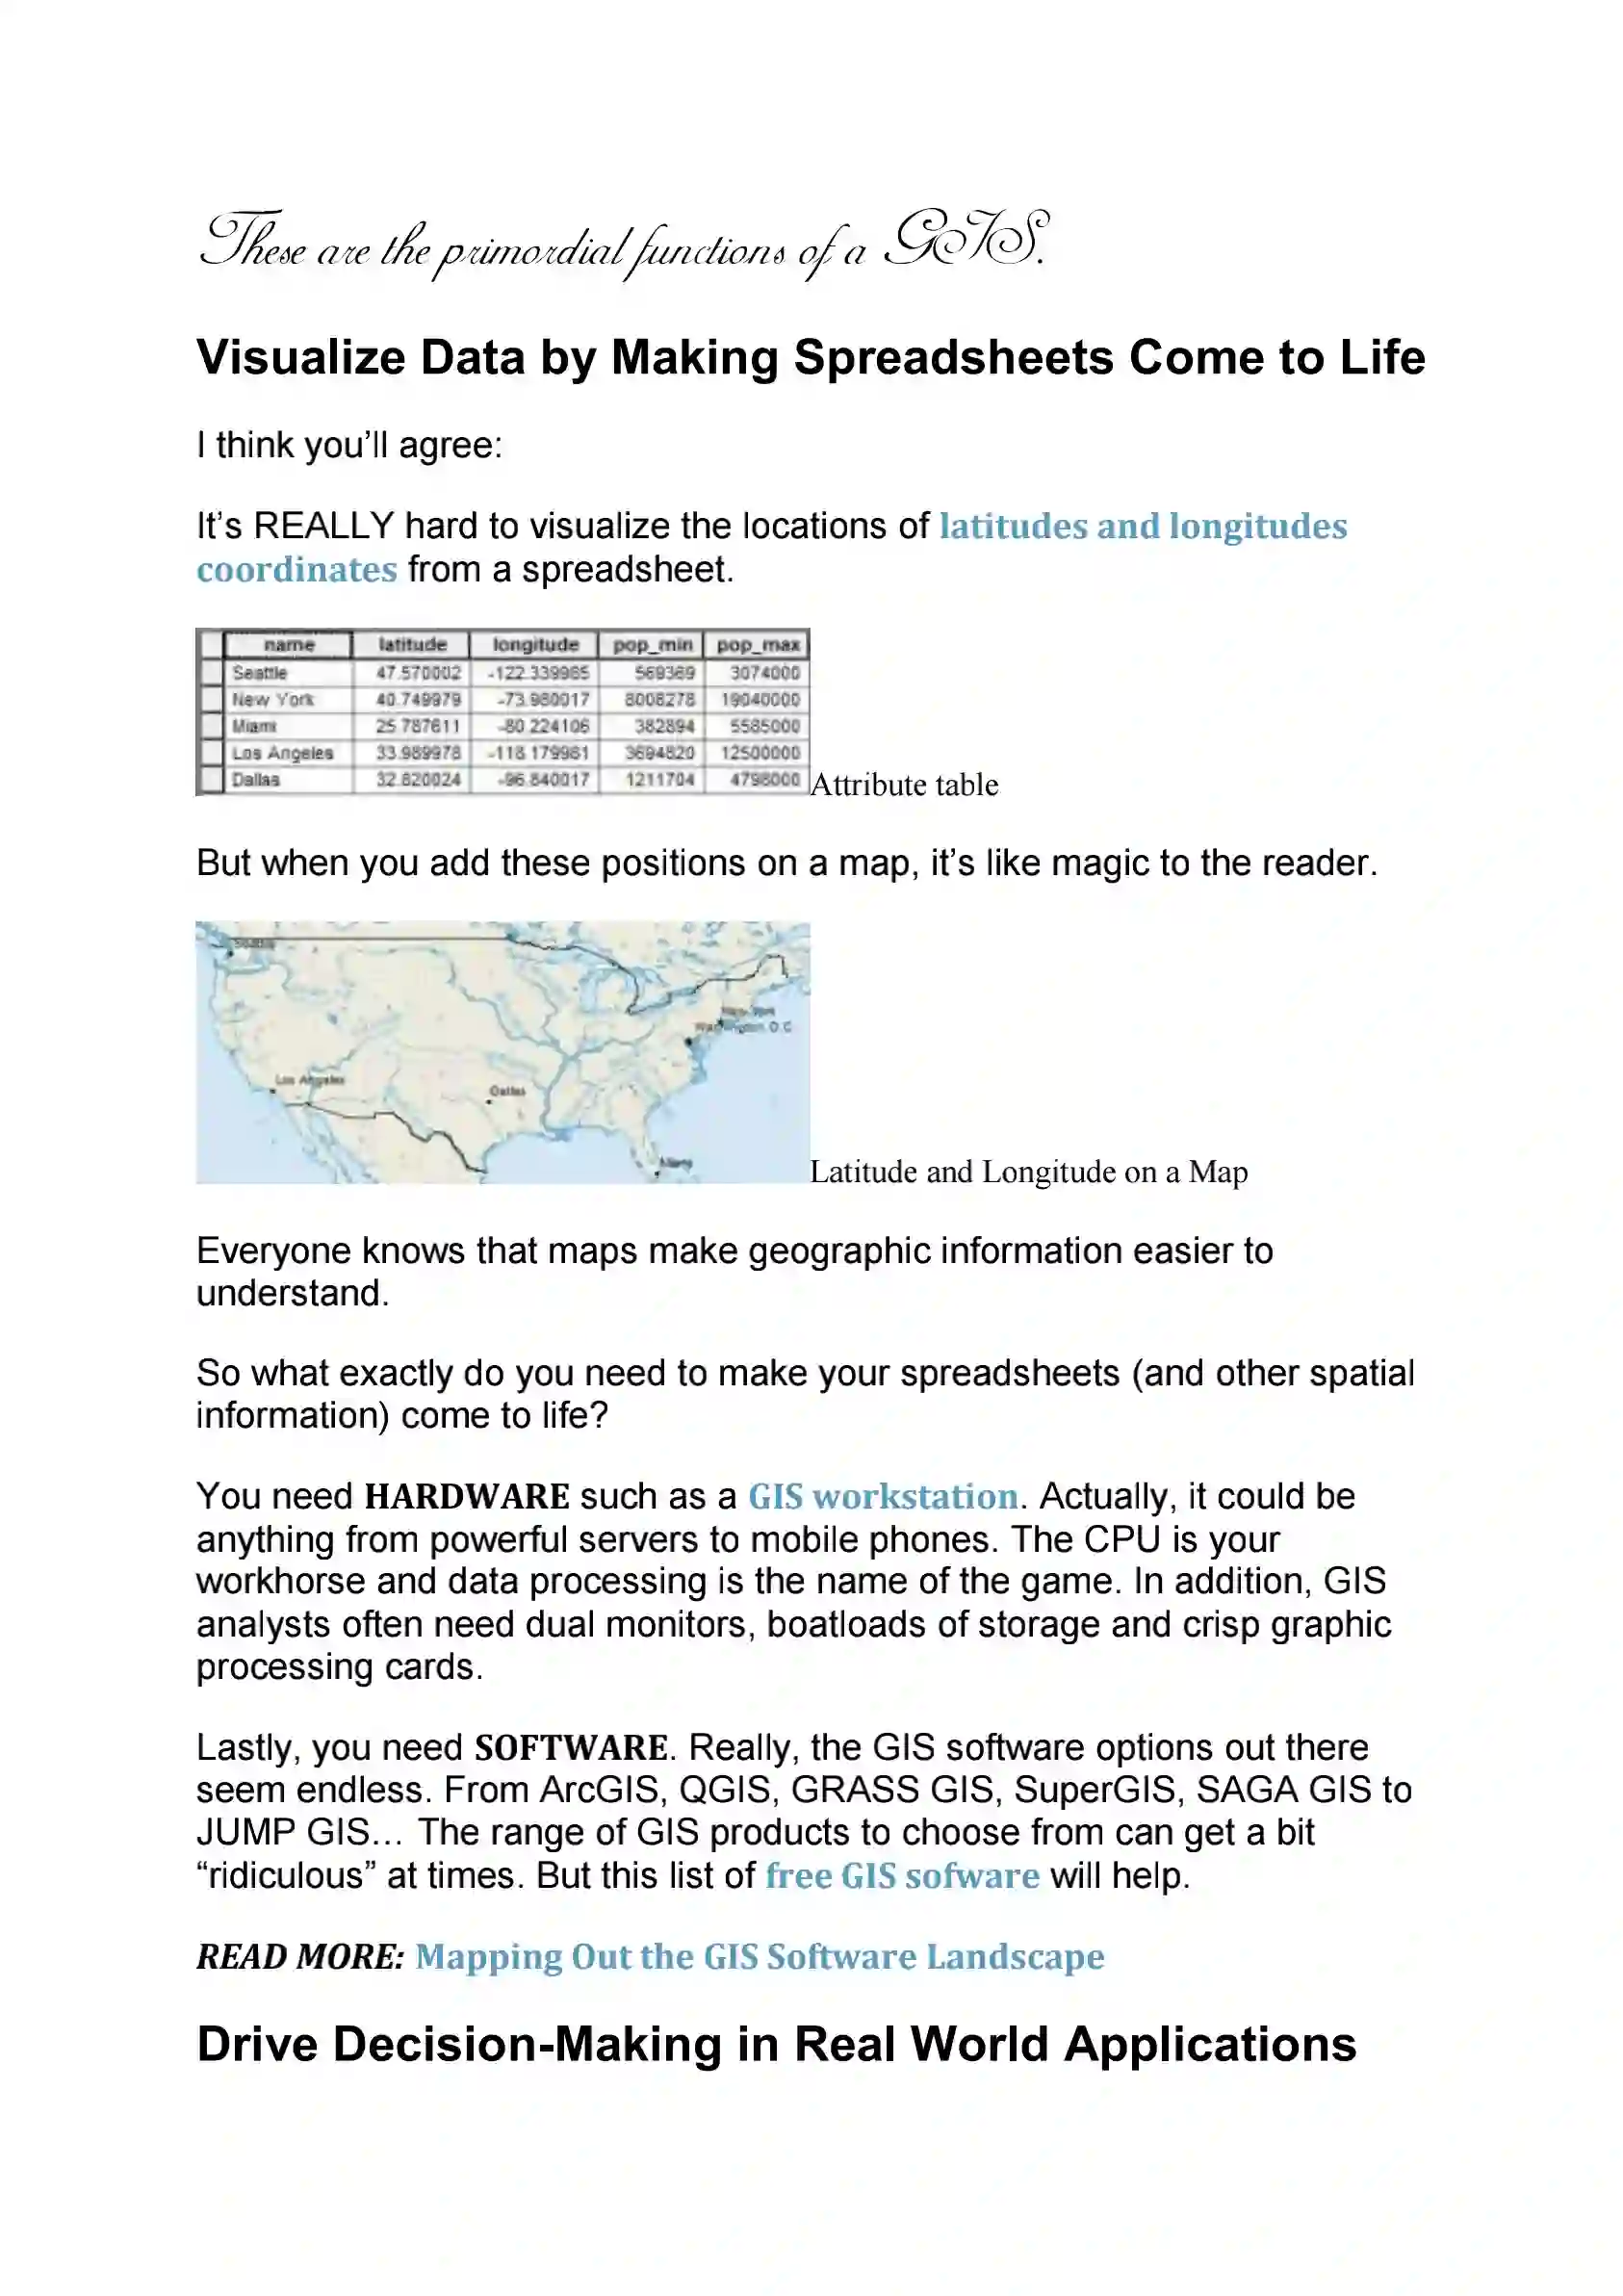 These are the primordial functions of a GIS.
Visualize Data by Making Spreadsheets Come to Life
I think you’ll agree:
It’s REALLY hard to visualize the locations of latitudes and longitudes
coordinates from a spreadsheet.
name latitude longitude pop_min pop_max
Seattle 47.570002 -122.339985 569369 3074000
New York 40.749979 -73.980017 8008278 19040000
Miami 25.787611 -80.224106 382894 5585000
Los Angeles 33.989978 -118.179981 3694820 12500000
Dallas 32.820024 -96.840017 1211704 4798000
Attribute table
But when you add these positions on a map, it’s like magic to the reader.
Seattle
New York
Washington, D.C.
Los Angeles
Dallas
Miami
Latitude and Longitude on a Map
Everyone knows that maps make geographic information easier to
understand.
So what exactly do you need to make your spreadsheets (and other spatial
information) come to life?
You need HARDWARE such as a GIS workstation. Actually, it could be
anything from powerful servers to mobile phones. The CPU is your
workhorse and data processing is the name of the game. In addition, GIS
analysts often need dual monitors, boatloads of storage and crisp graphic
processing cards.
Lastly, you need SOFTWARE. Really, the GIS software options out there
seem endless. From ArcGIS, QGIS, GRASS GIS, SuperGIS, SAGA GIS to
JUMP GIS… The range of GIS products to choose from can get a bit
“ridiculous” at times. But this list of free GIS sofware will help.
READ MORE: Mapping Out the GIS Software Landscape
Drive Decision-Making in Real World Applications